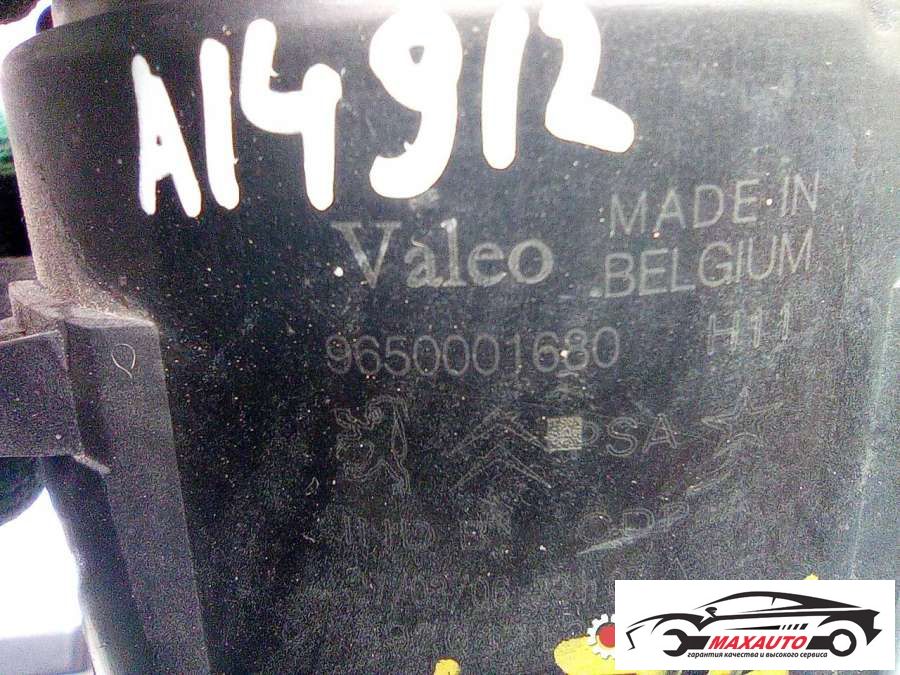 A14912
Valeo
MADE IN
BELGIUM
9650001680
H11
PSA
MAXAUTO
гарантия качества и высокого сервиса